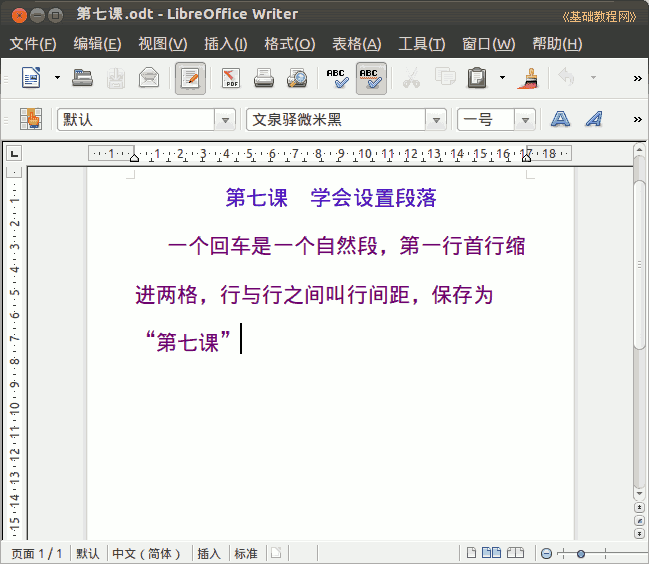 第七课.odt - LibreOffice Writer
《基础教程网》
文件(F) 编辑(E) 视图(V) 插入(I) 格式(O) 表格(A) 工具(T) 窗口(W) 帮助(H)
PDF ABC ABC »
默认 文泉驿微米黑 一号 A A »
1 1 2 3 4 5 6 7 8 9 10 11 12 13 14 15 16 17 18
1 2 3 4 5 6 7 8 9 10 11 12 13 14 15
第七课 学会设置段落
一个回车是一个自然段，第一行首行缩
进两格，行与行之间叫行间距，保存为
“第七课”
页面 1 / 1 默认 中文（简体） 插入 标准